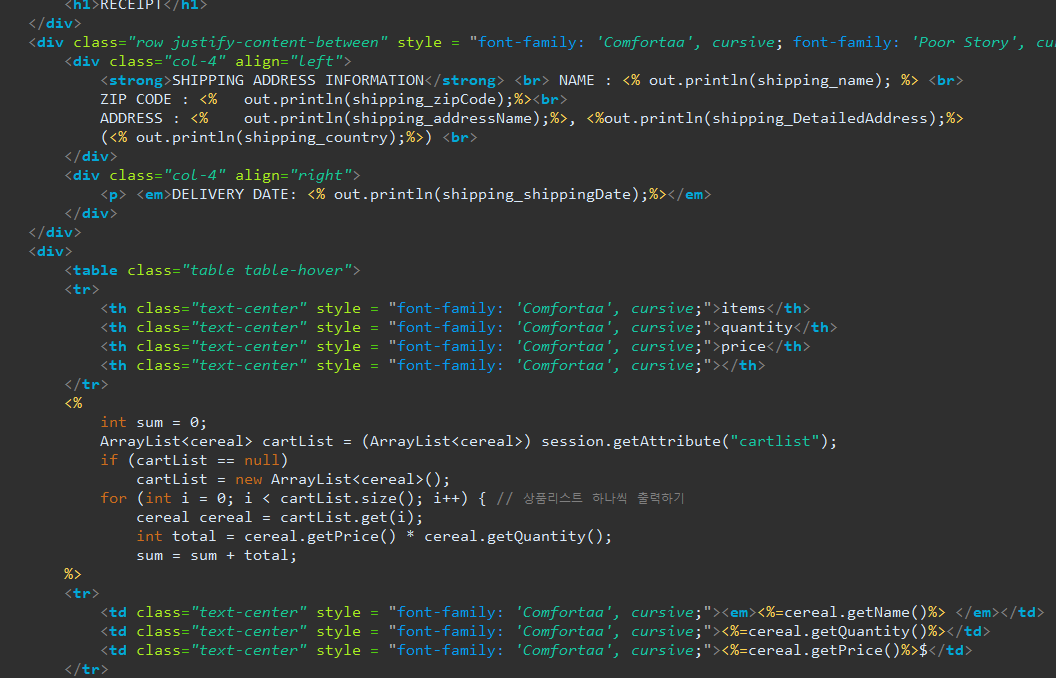 <h1>RECEIPT</h1>
</div>
<div class="row justify-content-between" style = "font-family: 'Comfortaa', cursive; font-family: 'Poor Story', cu
<div class="col-4" align="left">
<strong>SHIPPING ADDRESS INFORMATION</strong> <br> NAME : <% out.println(shipping_name); %> <br>
ZIP CODE : <% out.println(shipping_zipCode);%><br>
ADDRESS : <% out.println(shipping_addressName);%>, <%out.println(shipping_DetailedAddress);%>
(<% out.println(shipping_country);%>) <br>
</div>
<div class="col-4" align="right">
<p> <em>DELIVERY DATE: <% out.println(shipping_shippingDate);%></em>
</div>
</div>
<div>
<table class="table table-hover">
<tr>
<th class="text-center" style = "font-family: 'Comfortaa', cursive;">items</th>
<th class="text-center" style = "font-family: 'Comfortaa', cursive;">quantity</th>
<th class="text-center" style = "font-family: 'Comfortaa', cursive;">price</th>
<th class="text-center" style = "font-family: 'Comfortaa', cursive;"></th>
</tr>
<%
int sum = 0;
ArrayList<cereal> cartList = (ArrayList<cereal>) session.getAttribute("cartlist");
if (cartList == null)
cartList = new ArrayList<cereal>();
for (int i = 0; i < cartList.size(); i++) { // 상품리스트 하나씩 출력하기
cereal cereal = cartList.get(i);
int total = cereal.getPrice() * cereal.getQuantity();
sum = sum + total;
%>
<tr>
<td class="text-center" style = "font-family: 'Comfortaa', cursive;"><em><%=cereal.getName()%> </em></td>
<td class="text-center" style = "font-family: 'Comfortaa', cursive;"><%=cereal.getQuantity()%></td>
<td class="text-center" style = "font-family: 'Comfortaa', cursive;"><%=cereal.getPrice()%>$</td>
</tr>